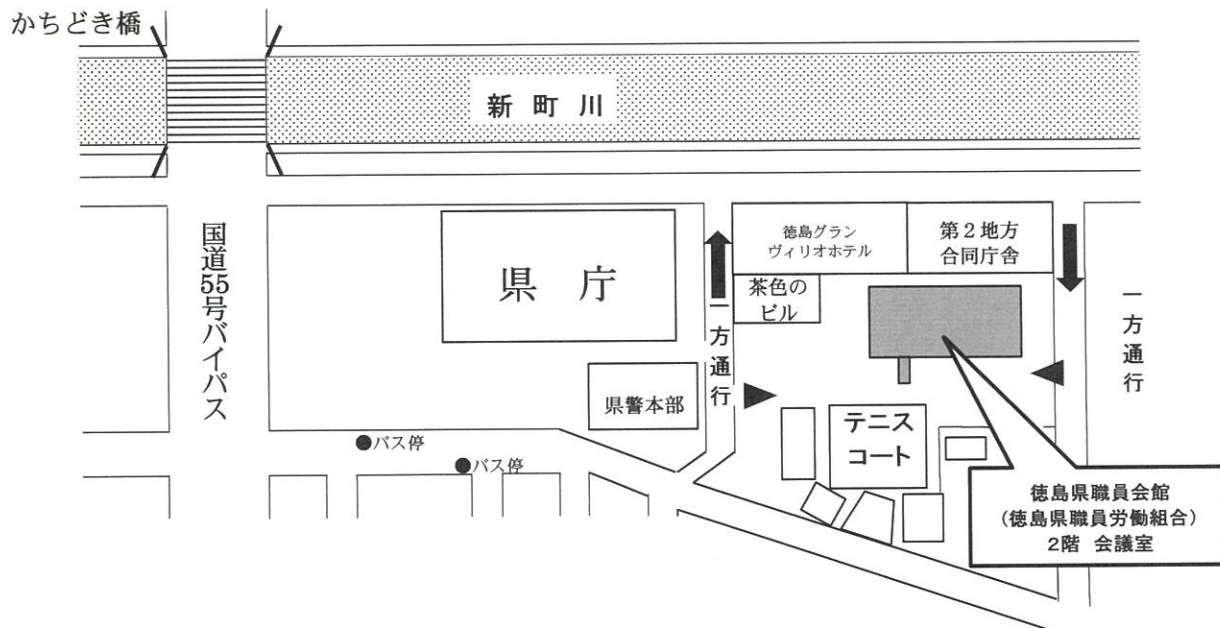 かちどき橋
新町川
国道55号バイパス
県庁
徳島グラン
ヴィリオホテル
第2地方
合同庁舎
茶色の
ビル
一方通行
一方通行
県警本部
テニス
コート
●バス停
●バス停
徳島県職員会館
(徳島県職員労働組合)
2階 会議室